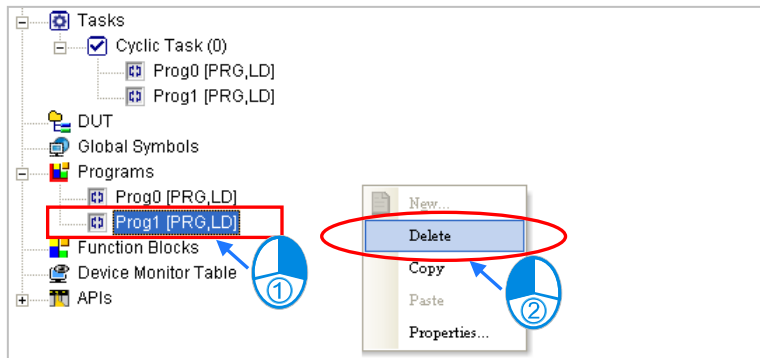 Tasks
Cyclic Task (0)
Prog0 [PRG,LD]
Prog1 [PRG,LD]
DUT
Global Symbols
Programs
Prog0 [PRG,LD]
Prog1 [PRG,LD]
Function Blocks
Device Monitor Table
APIs
①
New...
Delete
Copy
Paste
Properties...
②